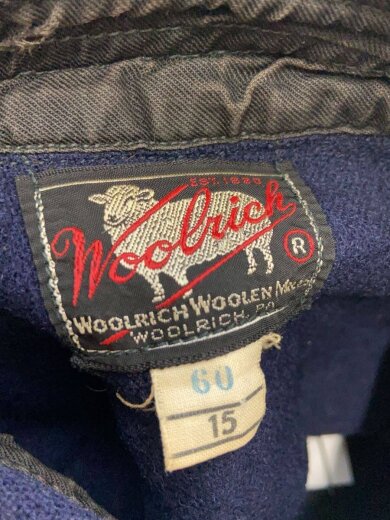 EST. 1830
Woolrich
R
WOOLRICH WOOLEN MILLS
WOOLRICH, PA.
60
15